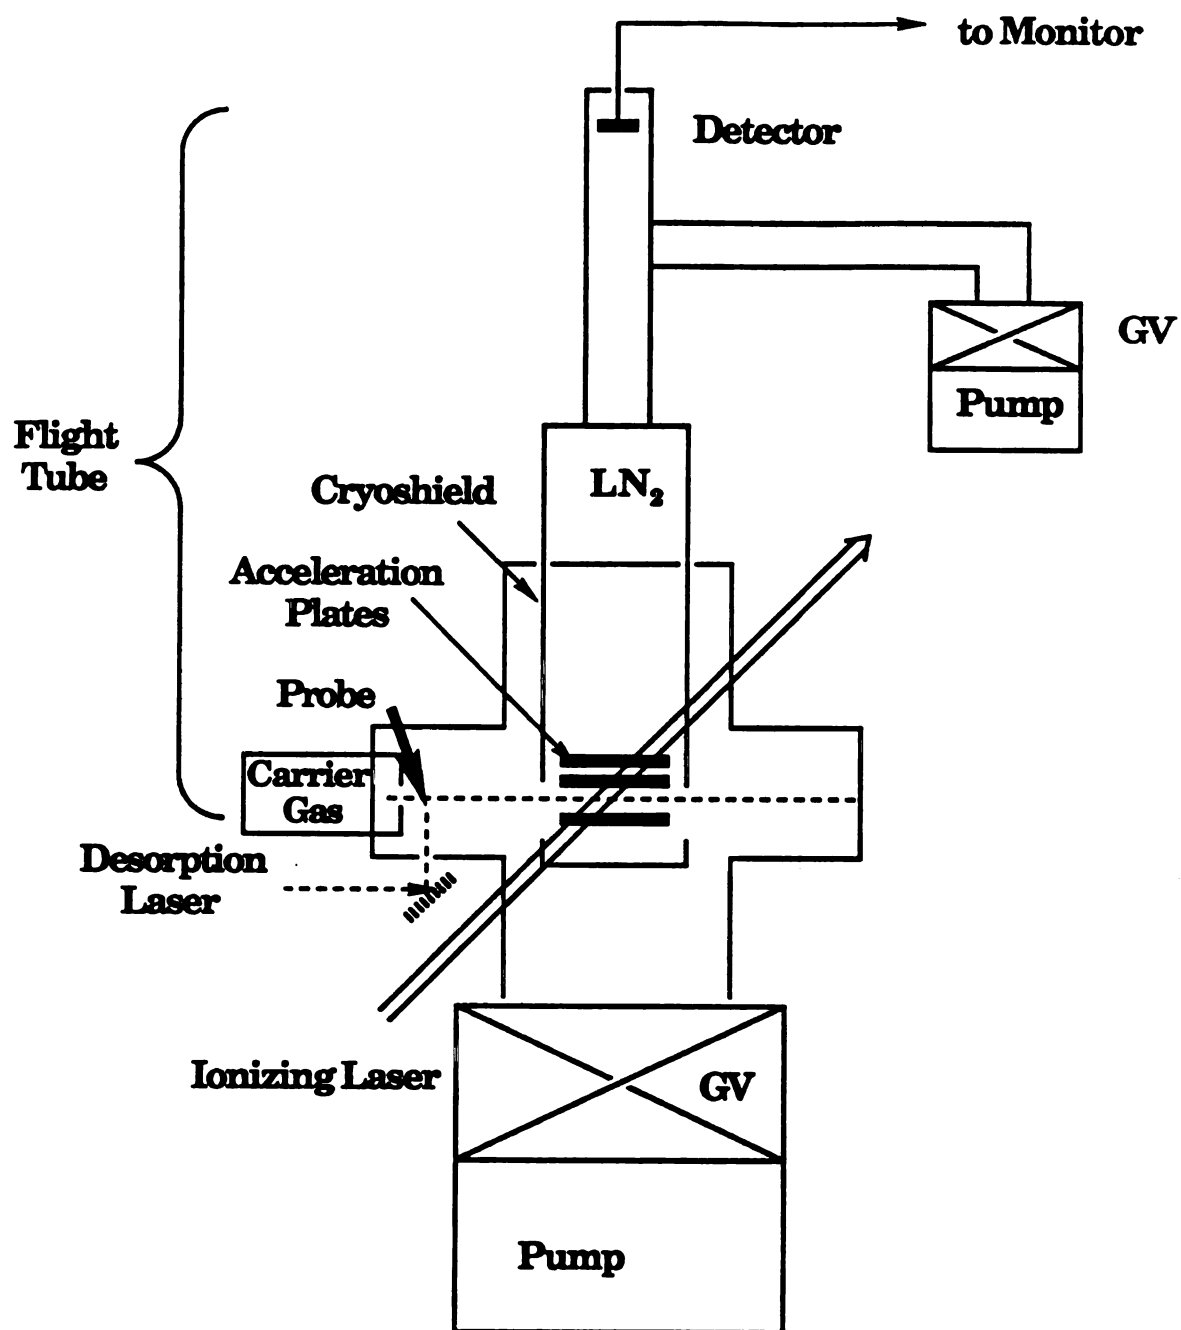 to Monitor
Detector
GV
Pump
Flight
Tube
Cryoshield
LN₂
Acceleration
Plates
Probe
Carrier
Gas
Desorption
Laser
Ionizing Laser
GV
Pump